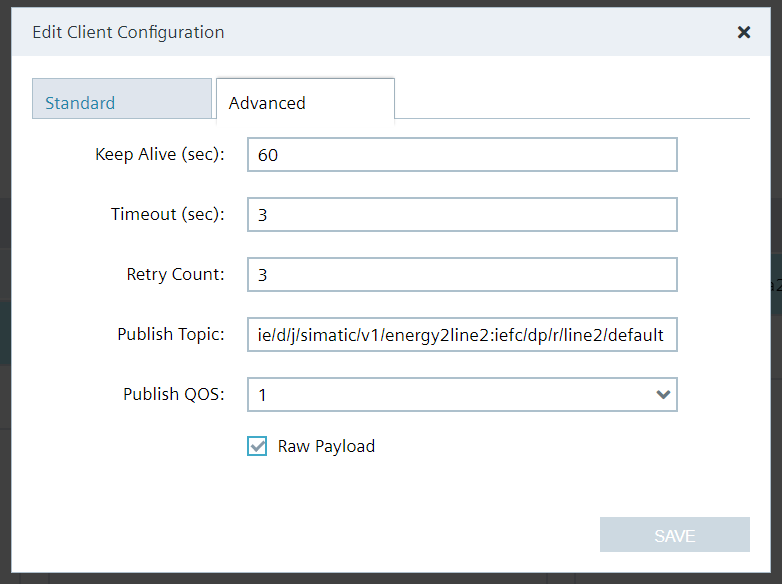 Edit Client Configuration
Standard
Advanced
Keep Alive (sec): 60
Timeout (sec): 3
Retry Count: 3
Publish Topic: ie/d/j/simatic/v1/energy2line2:iefc/dp/r/line2/default
Publish QOS: 1
Raw Payload
SAVE